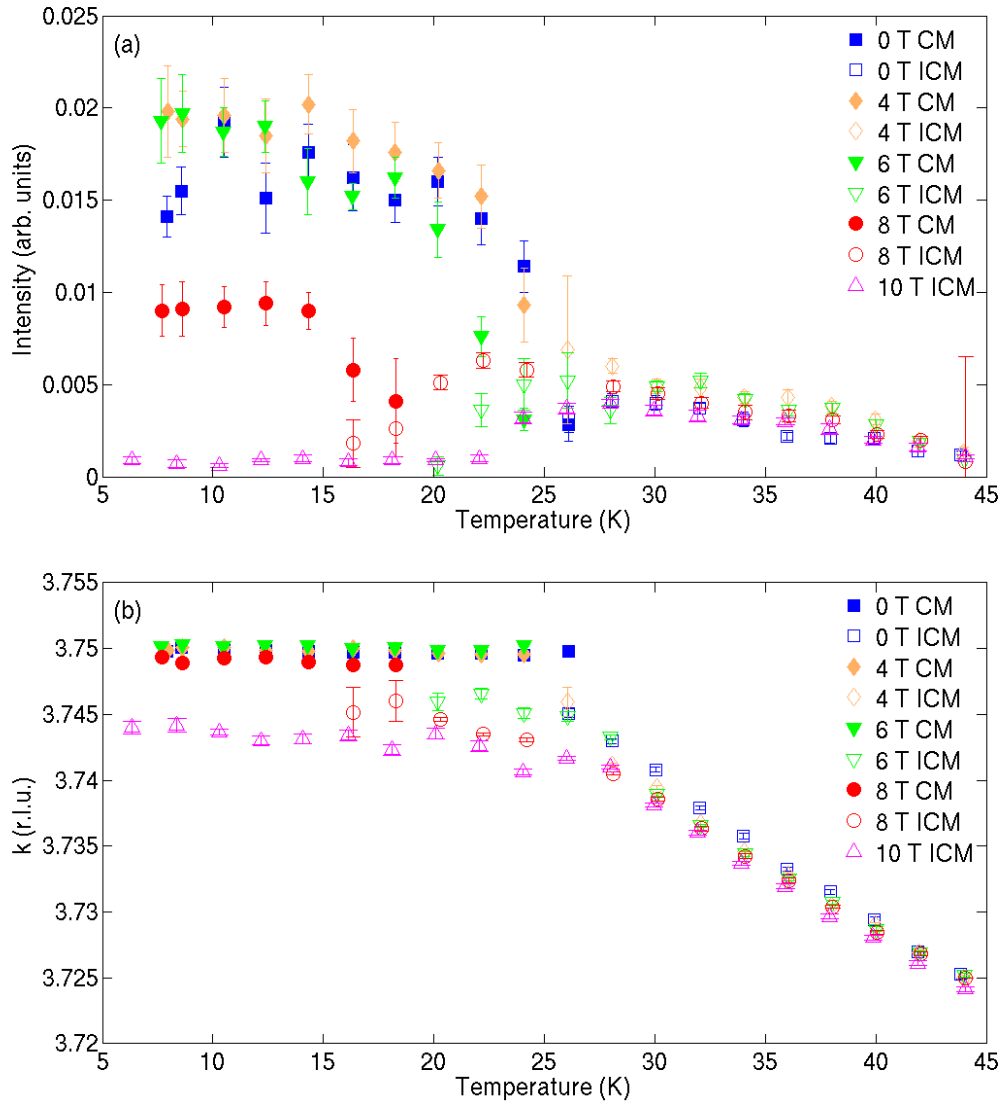 (a)
0.025
0.02
0.015
0.01
0.005
0
Intensity (arb. units)
0 T CM
0 T ICM
4 T CM
4 T ICM
6 T CM
6 T ICM
8 T CM
8 T ICM
10 T ICM
5 10 15 20 25 30 35 40 45
Temperature (K)
(b)
3.755
3.75
3.745
3.74
3.735
3.73
3.725
3.72
k (r.l.u.)
0 T CM
0 T ICM
4 T CM
4 T ICM
6 T CM
6 T ICM
8 T CM
8 T ICM
10 T ICM
5 10 15 20 25 30 35 40 45
Temperature (K)